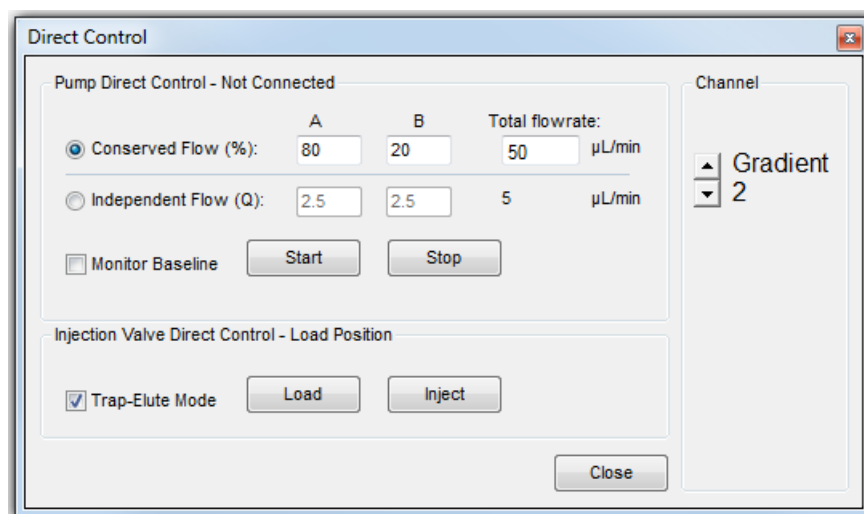 Direct Control
Pump Direct Control - Not Connected
A B Total flowrate:
Conserved Flow (%): 80 20 50 µL/min
Independent Flow (Q): 2.5 2.5 5 µL/min
Monitor Baseline Start Stop
Injection Valve Direct Control - Load Position
Trap-Elute Mode Load Inject
Channel
Gradient
2
Close